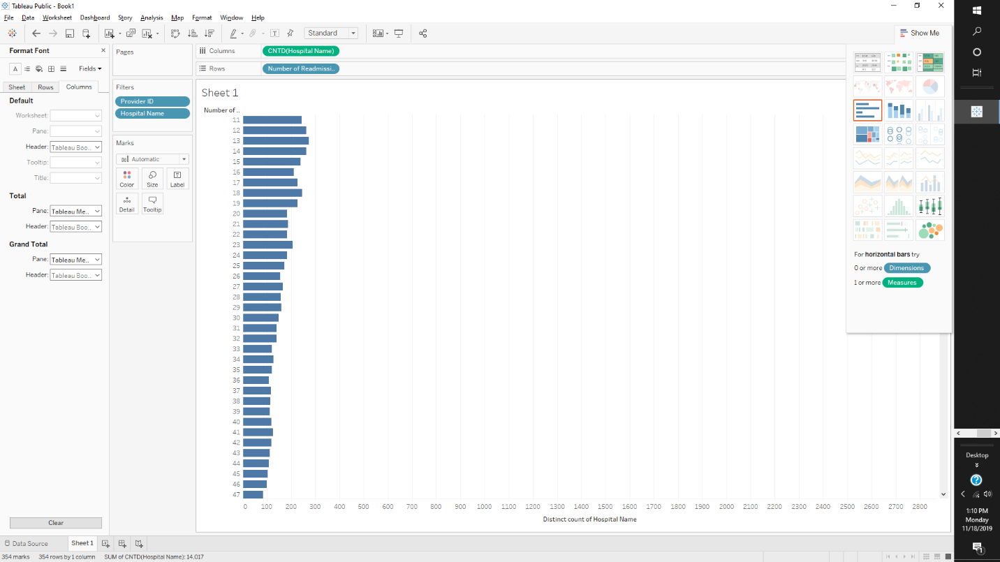 Tableau Public - Book1
File Data Worksheet Dashboard Story Analysis Map Format Window Help
Standard
Show Me
Format Font
Fields
Sheet Rows Columns
Default
Worksheet:
Pane:
Header: Tableau Boo..
Tooltip:
Title:
Total
Pane: Tableau Me..
Header: Tableau Boo..
Grand Total
Pane: Tableau Me..
Header: Tableau Boo..
Clear
Pages
Filters
Provider ID
Hospital Name
Marks
Automatic
Color Size Label
Detail Tooltip
Columns CNTD(Hospital Name)
Rows Number of Readmissi..
Sheet 1
Number of ..
11
12
13
14
15
16
17
18
19
20
21
22
23
24
25
26
27
28
29
30
31
32
33
34
35
36
37
38
39
40
41
42
43
44
45
46
47
0 100 200 300 400 500 600 700 800 900 1000 1100 1200 1300 1400 1500 1600 1700 1800 1900 2000 2100 2200 2300 2400 2500 2600 2700 2800
Distinct count of Hospital Name
For horizontal bars try
0 or more Dimensions
1 or more Measures
Data Source Sheet 1
354 marks 354 rows by 1 column SUM of CNTD(Hospital Name): 14,017
Desktop
1:10 PM
Monday
11/18/2019
1